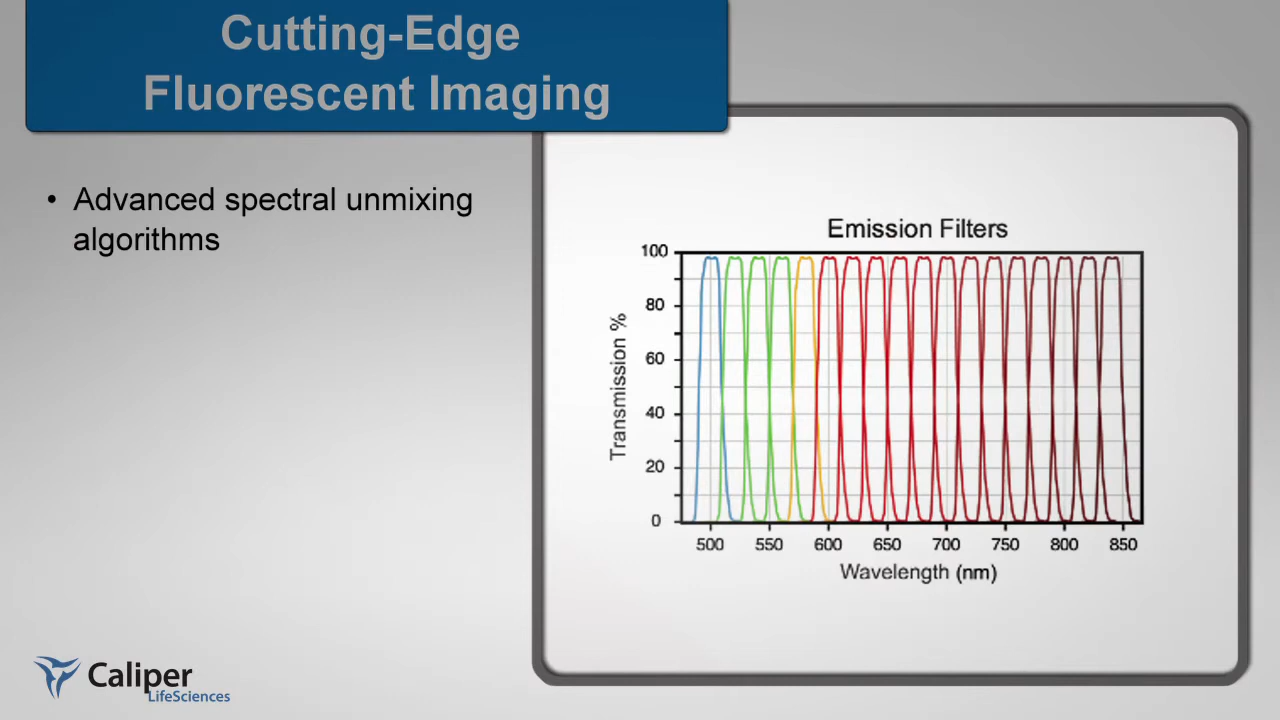 Cutting-Edge
Fluorescent Imaging
• Advanced spectral unmixing
algorithms
Emission Filters
100
80
60
40
20
0
Transmission %
500 550 600 650 700 750 800 850
Wavelength (nm)
Caliper
LifeSciences